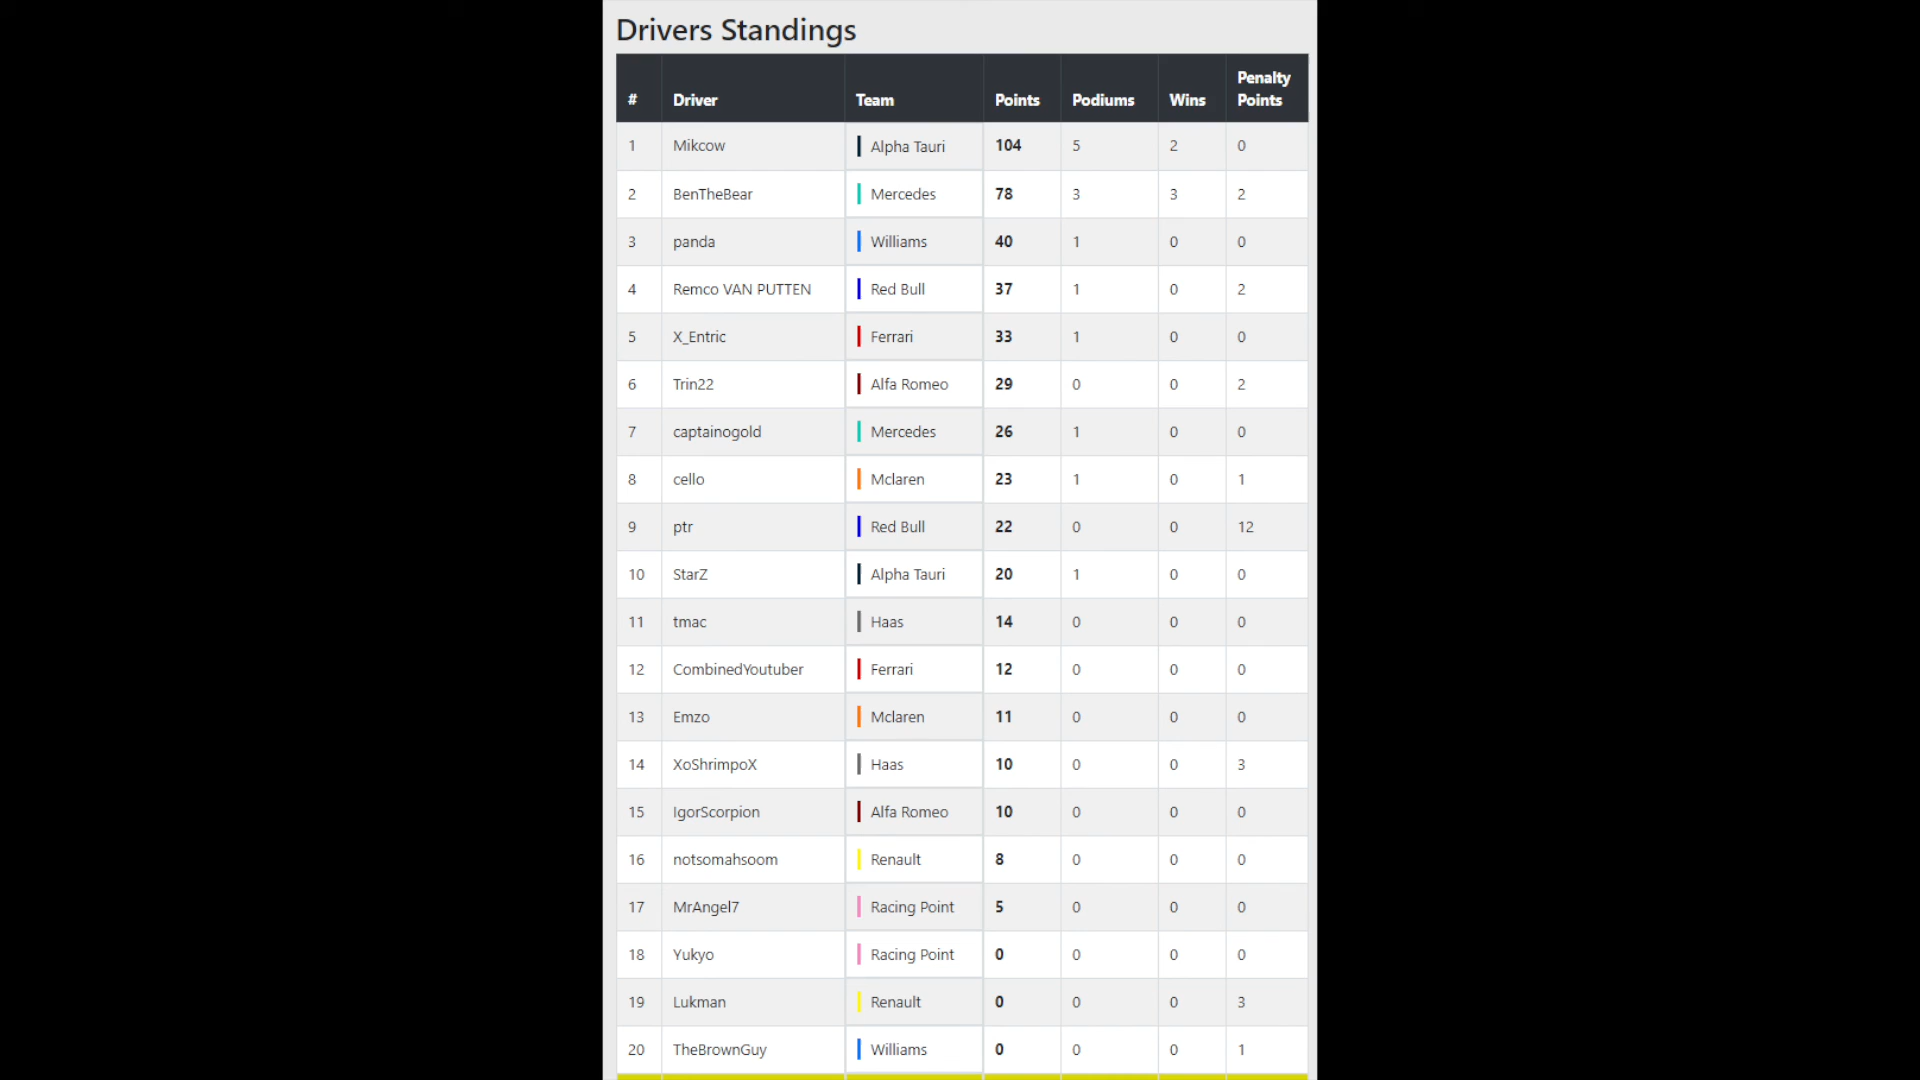 Drivers Standings
# Driver Team Points Podiums Wins Penalty Points
1 Mikcow Alpha Tauri 104 5 2 0
2 BenTheBear Mercedes 78 3 3 2
3 panda Williams 40 1 0 0
4 Remco VAN PUTTEN Red Bull 37 1 0 2
5 X_Entric Ferrari 33 1 0 0
6 Trin22 Alfa Romeo 29 0 0 2
7 captainogold Mercedes 26 1 0 0
8 cello Mclaren 23 1 0 1
9 ptr Red Bull 22 0 0 12
10 StarZ Alpha Tauri 20 1 0 0
11 tmac Haas 14 0 0 0
12 CombinedYoutuber Ferrari 12 0 0 0
13 Emzo Mclaren 11 0 0 0
14 XoShrimpoX Haas 10 0 0 3
15 IgorScorpion Alfa Romeo 10 0 0 0
16 notsomahsoom Renault 8 0 0 0
17 MrAngel7 Racing Point 5 0 0 0
18 Yukyo Racing Point 0 0 0 0
19 Lukman Renault 0 0 0 3
20 TheBrownGuy Williams 0 0 0 1